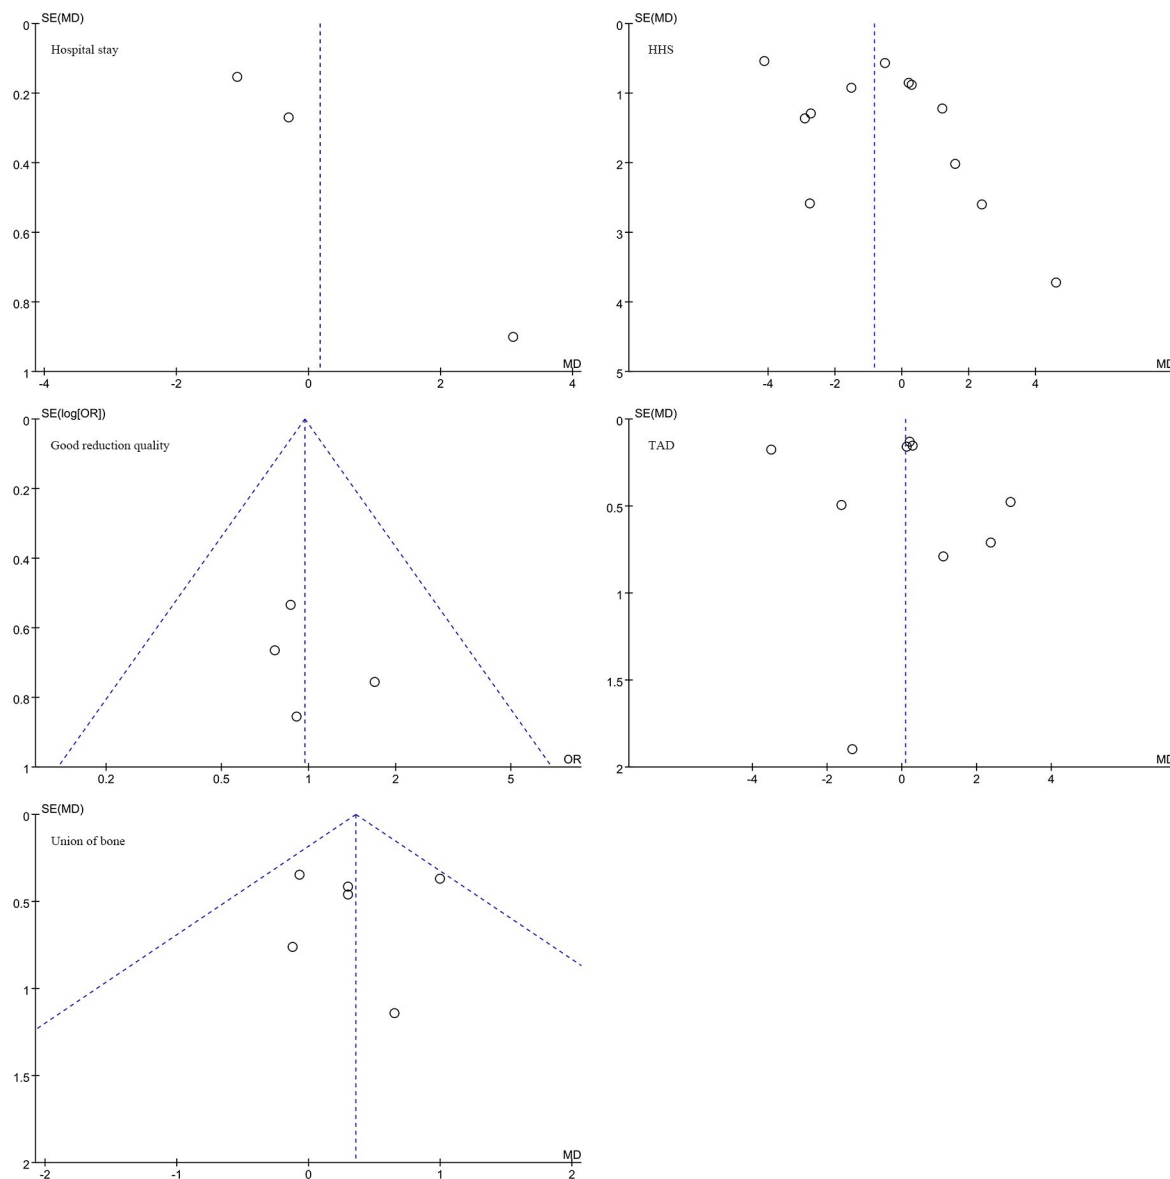 SE(MD)
Hospital stay
0
0.2
0.4
0.6
0.8
1
-4 -2 0 2 4
MD
SE(MD)
HHS
0
1
2
3
4
5
-4 -2 0 2 4
MD
SE(log[OR])
Good reduction quality
0
0.2
0.4
0.6
0.8
1
0.2 0.5 1 2 5
OR
SE(MD)
TAD
0
0.5
1
1.5
2
-4 -2 0 2 4
MD
SE(MD)
Union of bone
0
0.5
1
1.5
2
-2 -1 0 1 2
MD